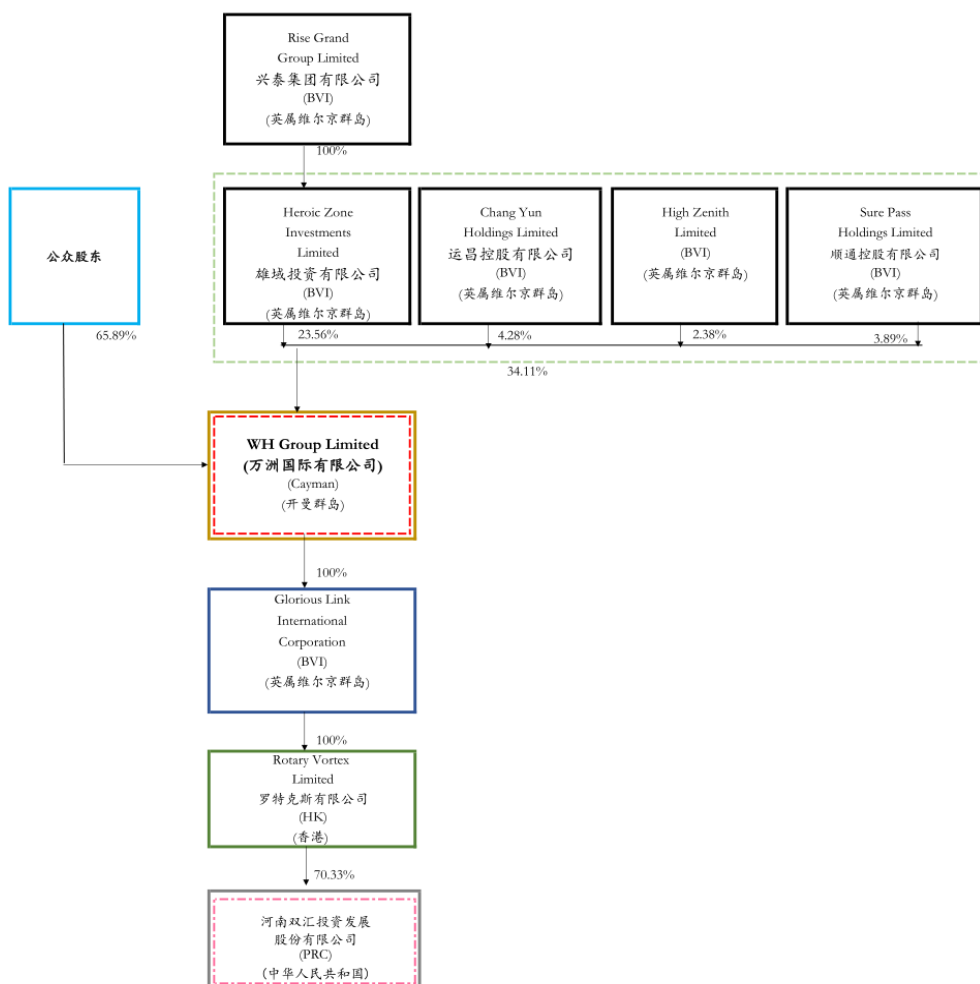 Rise Grand
Group Limited
兴泰集团有限公司
(BVI)
(英属维尔京群岛)
100%
公众股东
65.89%
Heroic Zone
Investments
Limited
雄域投资有限公司
(BVI)
(英属维尔京群岛)
23.56%
Chang Yun
Holdings Limited
运昌控股有限公司
(BVI)
(英属维尔京群岛)
4.28%
High Zenith
Limited
(BVI)
(英属维尔京群岛)
2.38%
Sure Pass
Holdings Limited
顺通控股有限公司
(BVI)
(英属维尔京群岛)
3.89%
34.11%
WH Group Limited
(万洲国际有限公司)
(Cayman)
(开曼群岛)
100%
Glorious Link
International
Corporation
(BVI)
(英属维尔京群岛)
100%
Rotary Vortex
Limited
罗特克斯有限公司
(HK)
(香港)
70.33%
河南双汇投资发展
股份有限公司
(PRC)
(中华人民共和国)